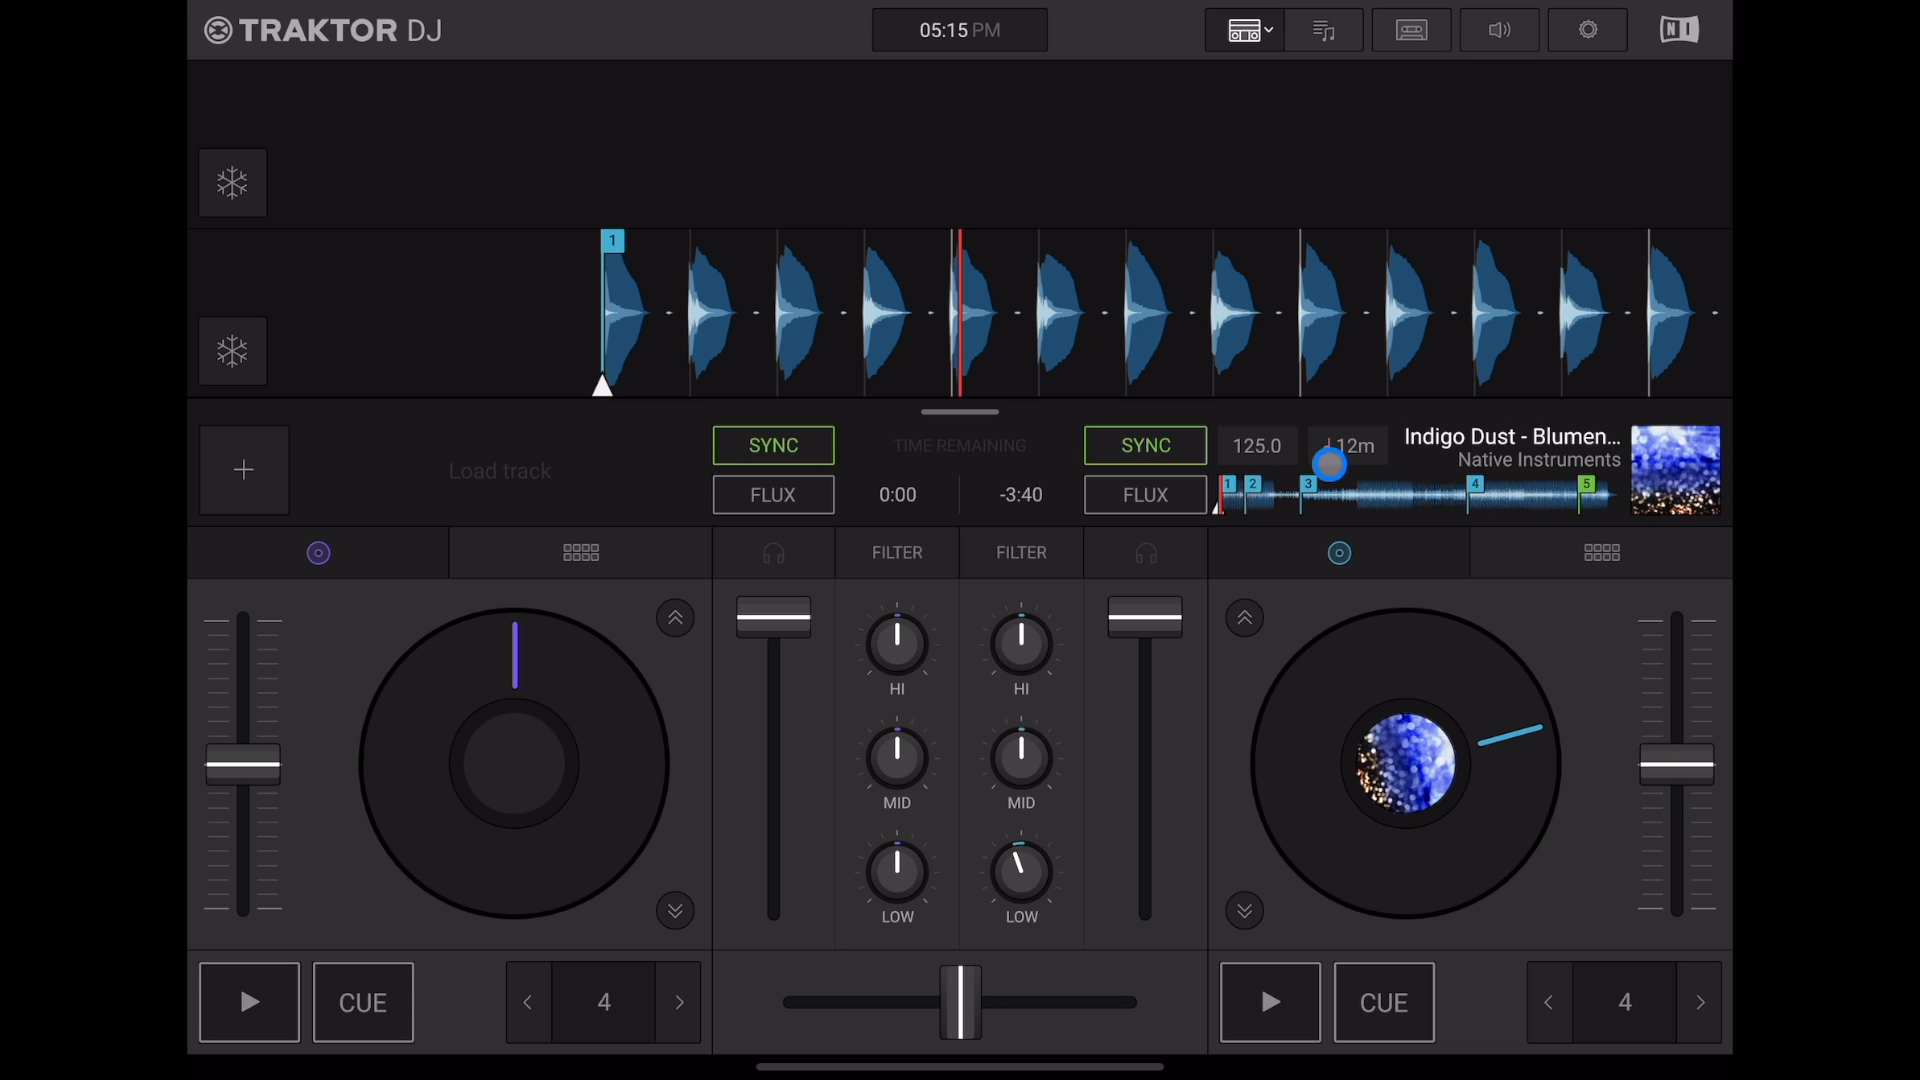 TRAKTOR DJ
05:15 PM
NI
1
SYNC
TIME REMAINING
SYNC
125.0
12m
Indigo Dust - Blumen...
Native Instruments
Load track
FLUX
0:00
-3:40
FLUX
1
2
3
4
5
FILTER
FILTER
HI
HI
MID
MID
LOW
LOW
CUE
4
CUE
4